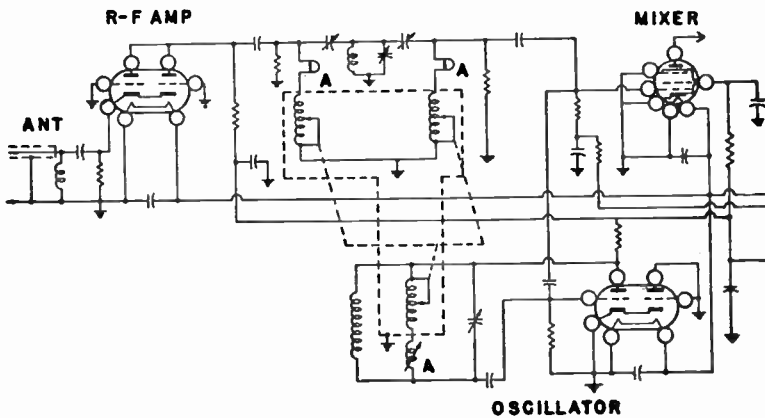 R-F AMP
MIXER
ANT
A
A
A
OSCILLATOR